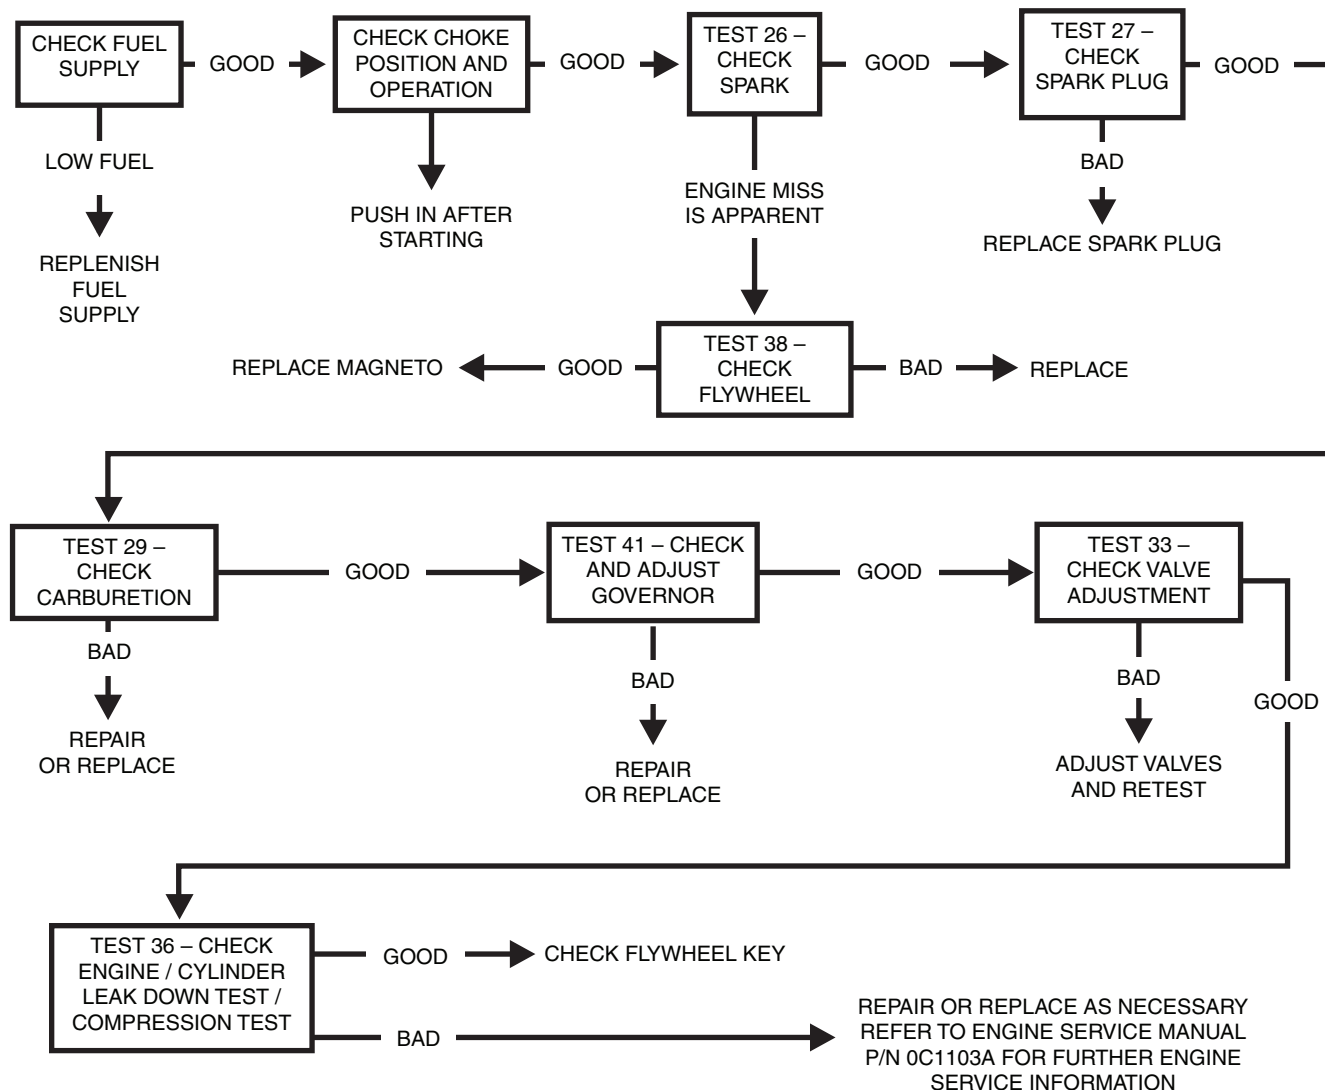 CHECK FUEL
SUPPLY
GOOD
CHECK CHOKE
POSITION AND
OPERATION
GOOD
TEST 26 –
CHECK
SPARK
GOOD
TEST 27 –
CHECK
SPARK PLUG
GOOD
LOW FUEL
REPLENISH
FUEL
SUPPLY
PUSH IN AFTER
STARTING
ENGINE MISS
IS APPARENT
BAD
REPLACE SPARK PLUG
REPLACE MAGNETO
GOOD
TEST 38 –
CHECK
FLYWHEEL
BAD
REPLACE
TEST 29 –
CHECK
CARBURETION
GOOD
TEST 41 – CHECK
AND ADJUST
GOVERNOR
GOOD
TEST 33 –
CHECK VALVE
ADJUSTMENT
BAD
REPAIR
OR REPLACE
BAD
REPAIR
OR REPLACE
BAD
ADJUST VALVES
AND RETEST
GOOD
TEST 36 – CHECK
ENGINE / CYLINDER
LEAK DOWN TEST /
COMPRESSION TEST
GOOD
CHECK FLYWHEEL KEY
BAD
REPAIR OR REPLACE AS NECESSARY
REFER TO ENGINE SERVICE MANUAL
P/N 0C1103A FOR FURTHER ENGINE
SERVICE INFORMATION